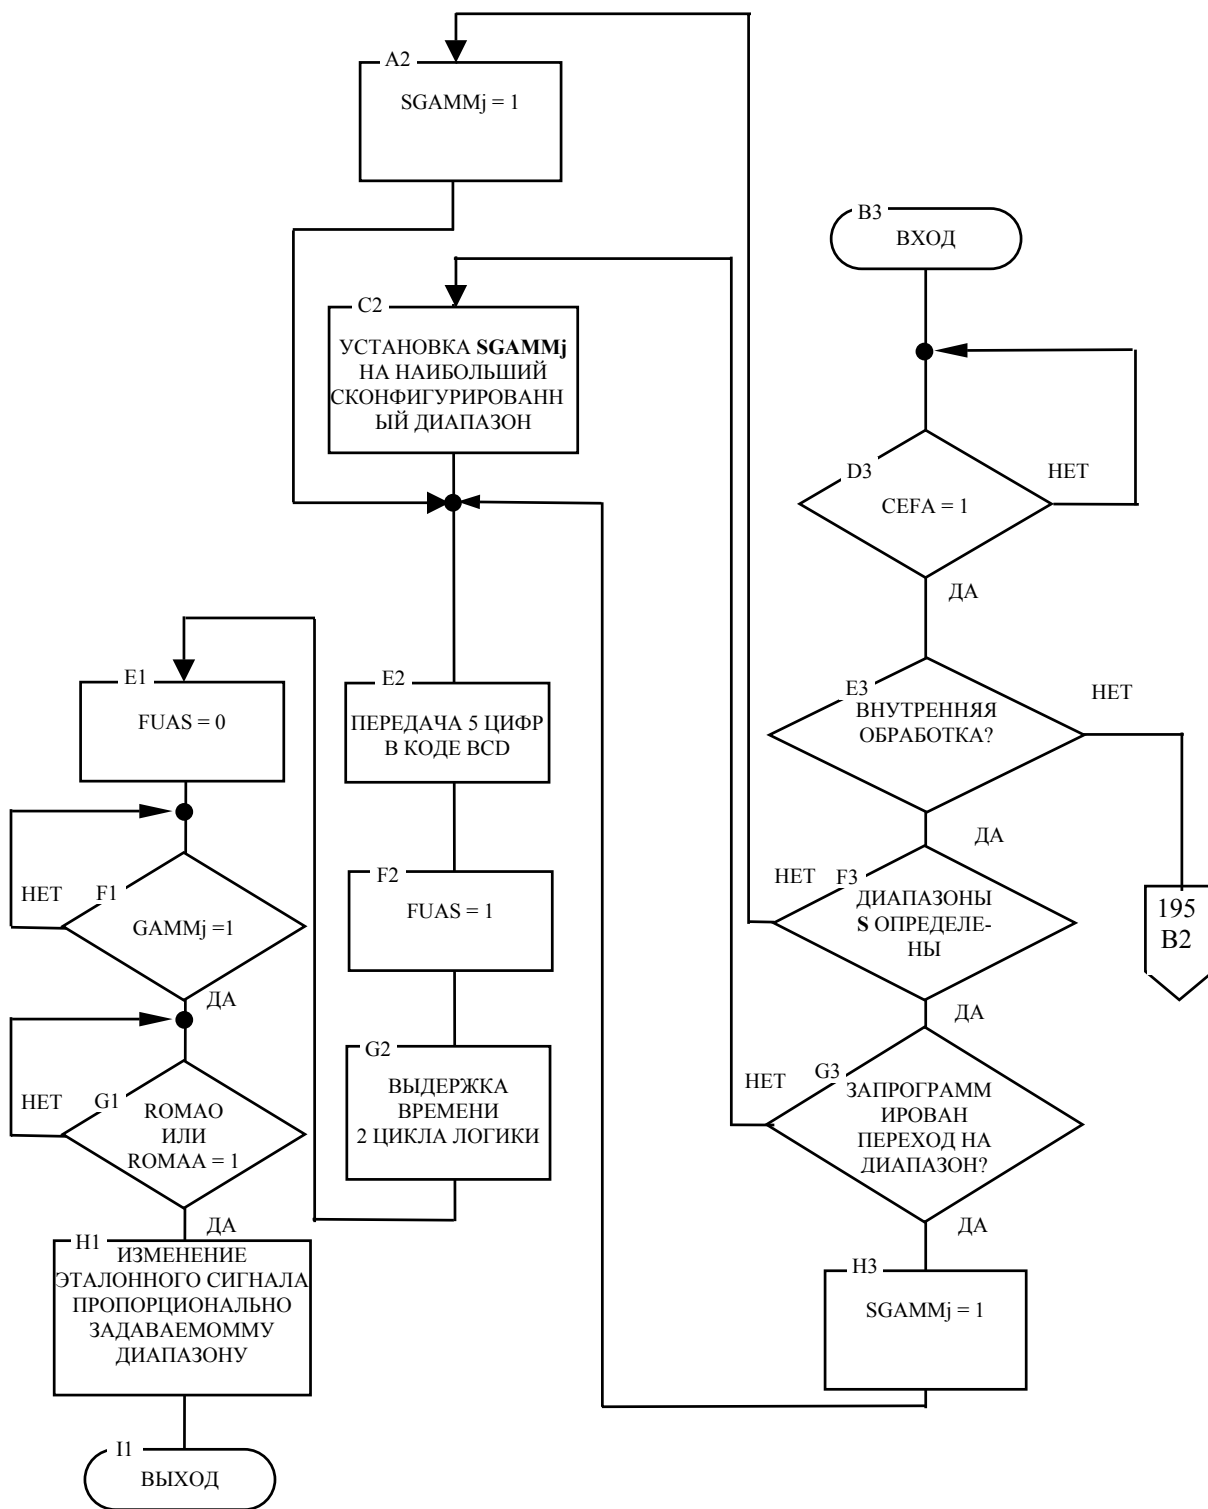 A2
SGAMMj = 1
B3
ВХОД
C2
УСТАНОВКА SGAMMj
НА НАИБОЛЬШИЙ
СКОНФИГУРИРОВАНН
ЫЙ ДИАПАЗОН
D3
НЕТ
CEFA = 1
ДА
E1
FUAS = 0
E2
ПЕРЕДАЧА 5 ЦИФР
В КОДЕ BCD
E3
НЕТ
ВНУТРЕННЯЯ
ОБРАБОТКА?
ДА
НЕТ
F1
GAMMj =1
ДА
F2
FUAS = 1
НЕТ
F3
ДИАПАЗОНЫ
S ОПРЕДЕЛЕ-
НЫ
ДА
195
B2
НЕТ
G1
ROMAO
ИЛИ
ROMAA = 1
ДА
G2
ВЫДЕРЖКА
ВРЕМЕНИ
2 ЦИКЛА ЛОГИКИ
НЕТ
G3
ЗАПРОГРАММ
ИРОВАН
ПЕРЕХОД НА
ДИАПАЗОН?
ДА
H1
ИЗМЕНЕНИЕ
ЭТАЛОННОГО СИГНАЛА
ПРОПОРЦИОНАЛЬНО
ЗАДАВАЕМОММУ
ДИАПАЗОНУ
H3
SGAMMj = 1
I1
ВЫХОД